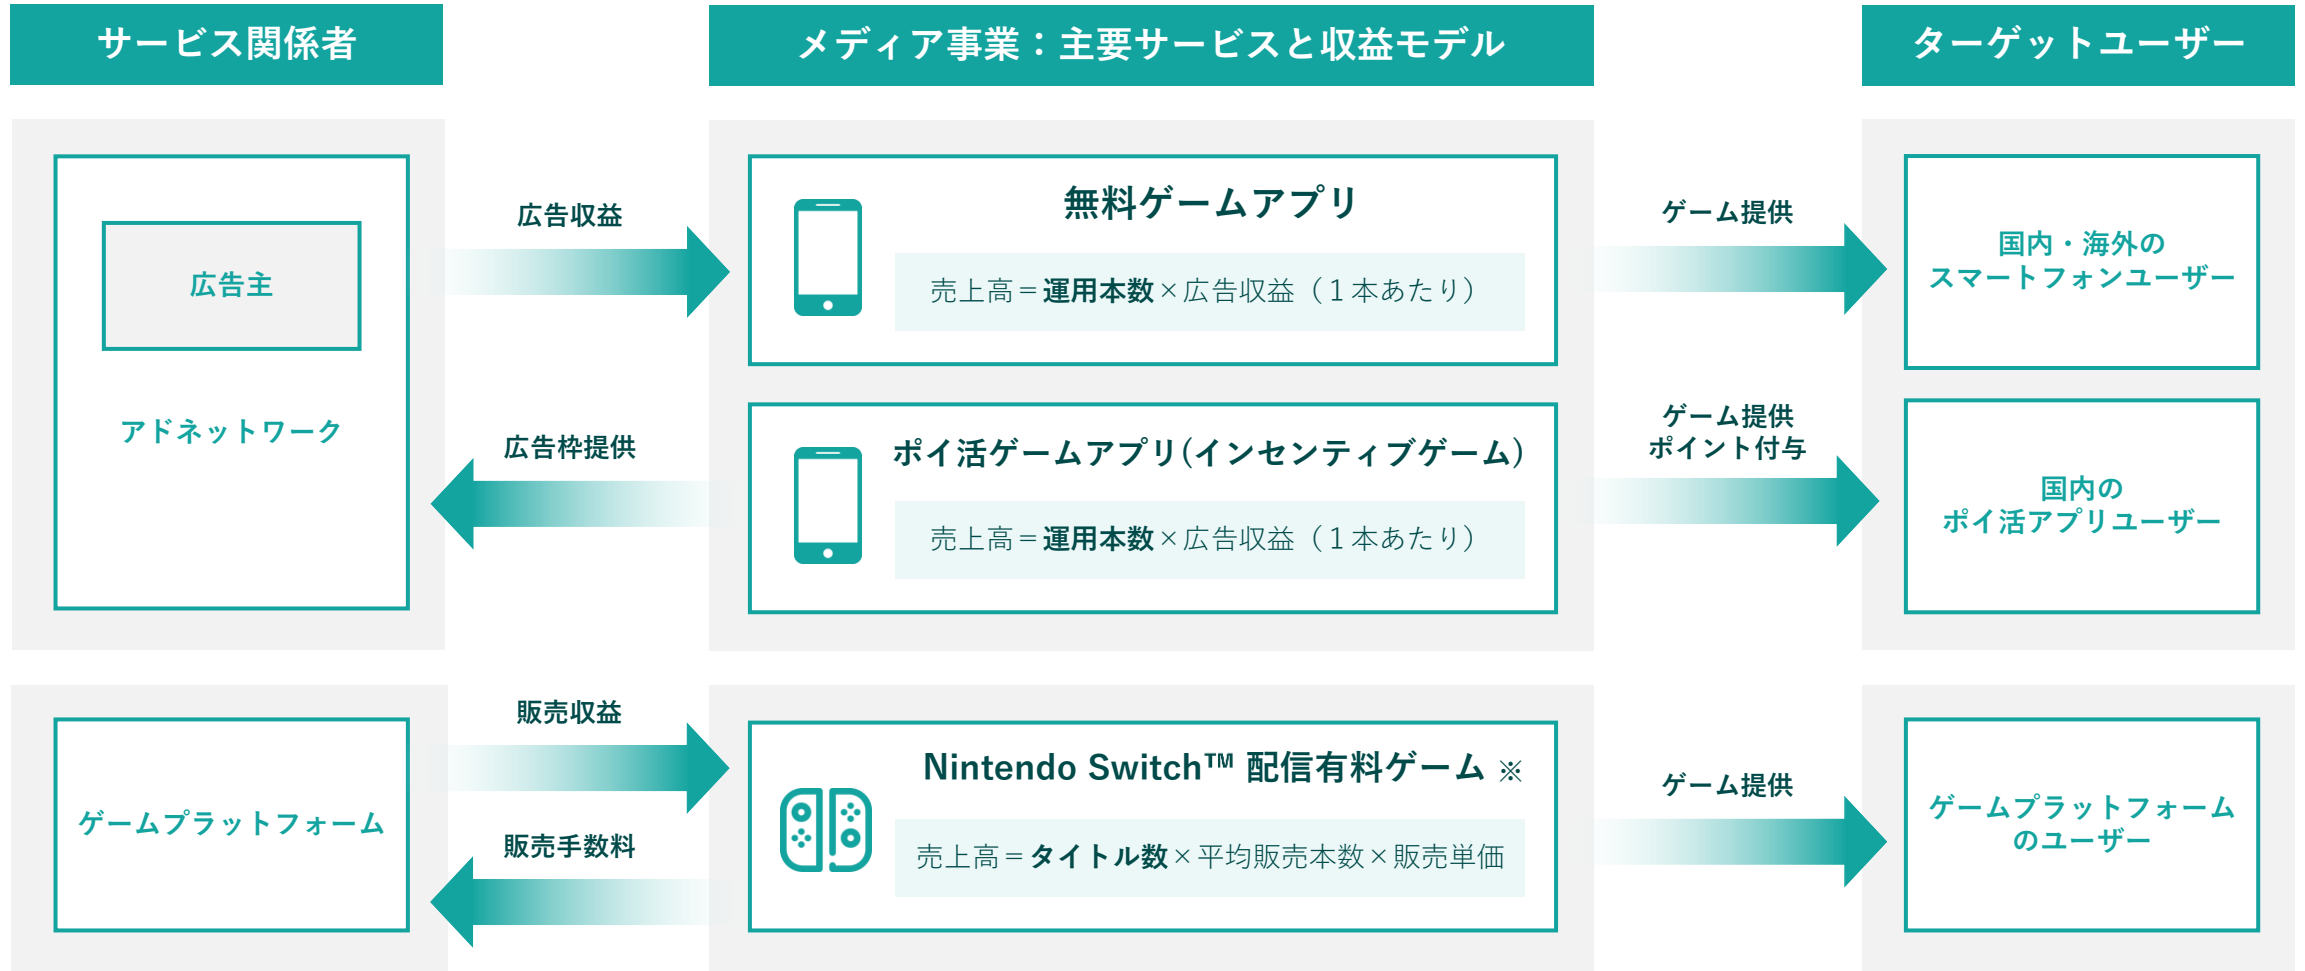 サービス関係者
メディア事業：主要サービスと収益モデル
ターゲットユーザー
広告主
アドネットワーク
広告収益
広告枠提供
無料ゲームアプリ
売上高＝運用本数×広告収益（１本あたり）
ポイ活ゲームアプリ(インセンティブゲーム)
売上高＝運用本数×広告収益（１本あたり）
ゲーム提供
国内・海外の
スマートフォンユーザー
ゲーム提供
ポイント付与
国内の
ポイ活アプリユーザー
ゲームプラットフォーム
販売収益
販売手数料
Nintendo Switch™ 配信有料ゲーム ※
売上高＝タイトル数×平均販売本数×販売単価
ゲーム提供
ゲームプラットフォーム
のユーザー